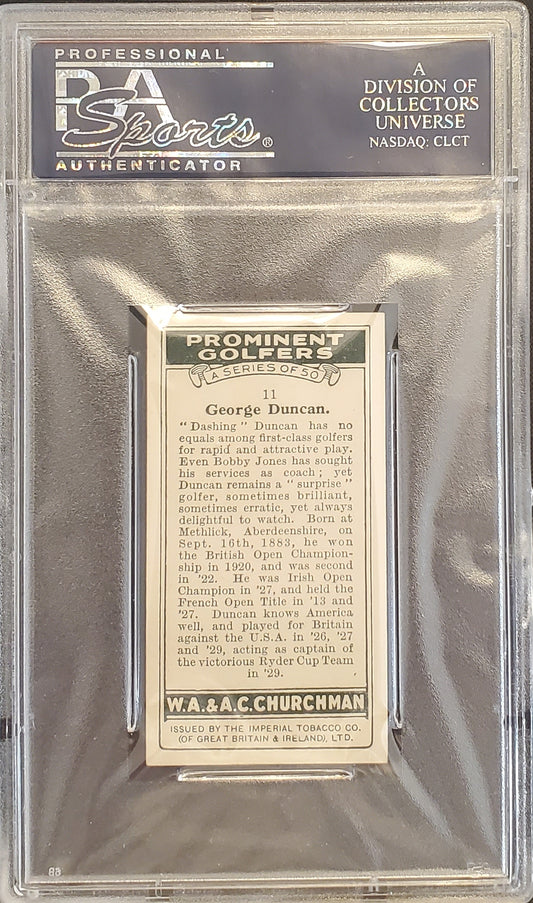 PROFESSIONAL
PSA
Sports®
AUTHENTICATOR
A
DIVISION OF
COLLECTORS
UNIVERSE
NASDAQ: CLCT
PROMINENT
GOLFERS
A SERIES OF 50
11
George Duncan.
"Dashing" Duncan has no
equals among first-class golfers
for rapid and attractive play.
Even Bobby Jones has sought
his services as coach; yet
Duncan remains a "surprise"
golfer, sometimes brilliant,
sometimes erratic, yet always
delightful to watch. Born at
Methlick, Aberdeenshire, on
Sept. 16th, 1883, he won
the British Open Champion-
ship in 1920, and was second
in '22. He was Irish Open
Champion in '27, and held the
French Open Title in '13 and
'27. Duncan knows America
well, and played for Britain
against the U.S.A. in '26, '27
and '29, acting as captain of
the victorious Ryder Cup Team
in '29.
W.A. & A.C. CHURCHMAN
ISSUED BY THE IMPERIAL TOBACCO CO.
(OF GREAT BRITAIN & IRELAND), LTD.